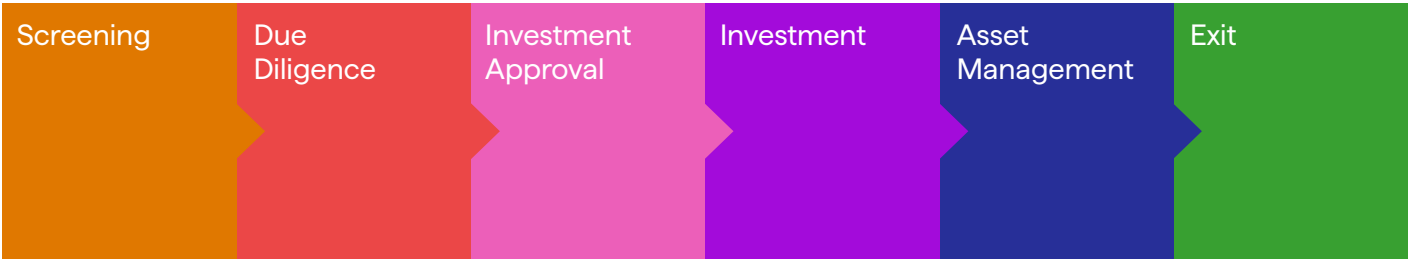 Screening
Due
Diligence
Investment
Approval
Investment
Asset
Management
Exit